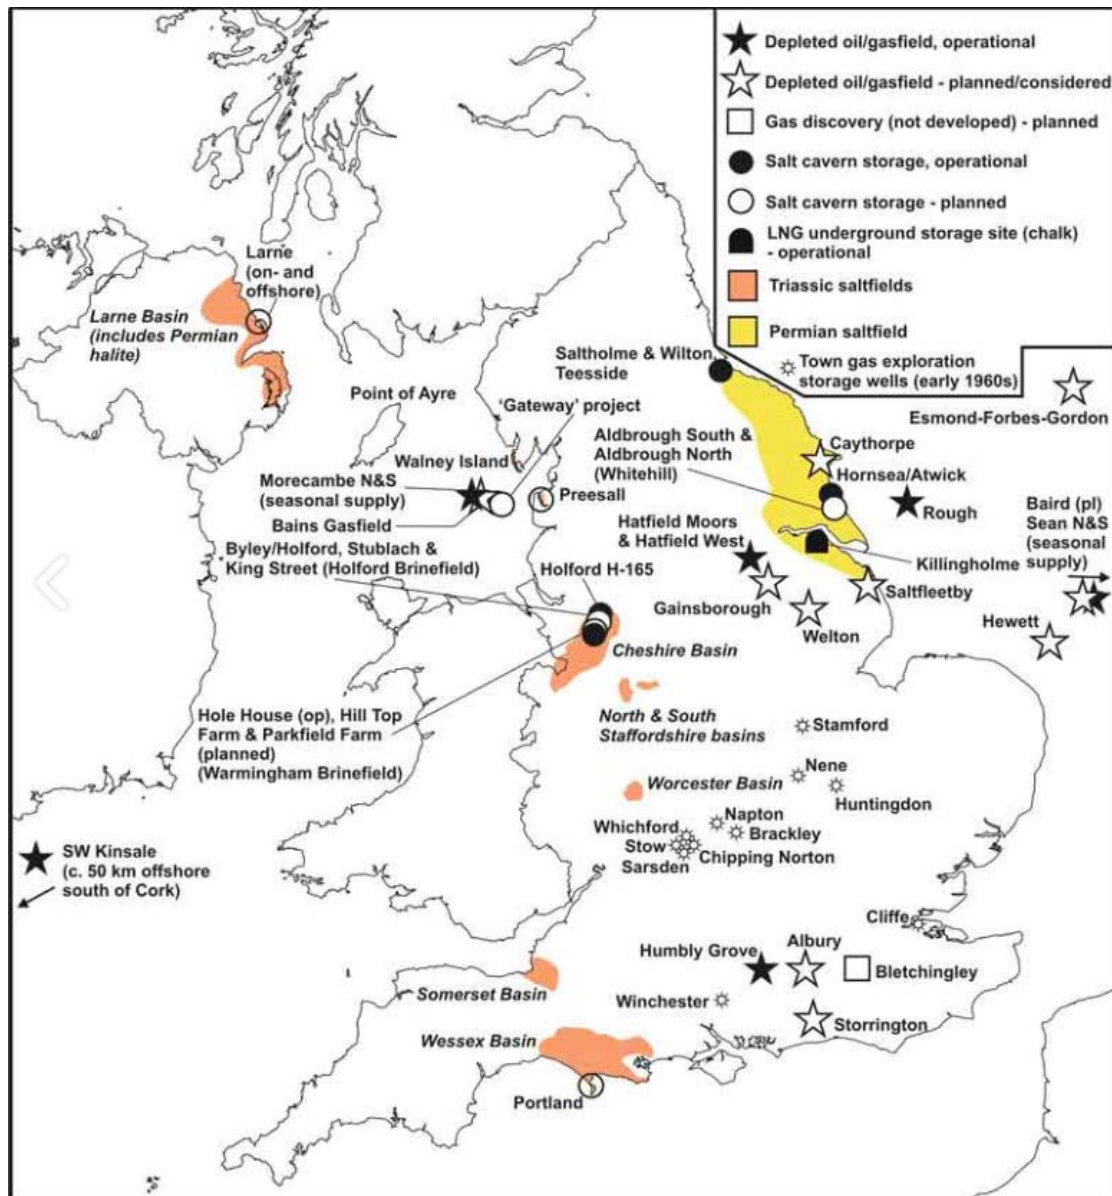 Depleted oil/gasfield, operational
Depleted oil/gasfield - planned/considered
Gas discovery (not developed) - planned
Salt cavern storage, operational
Salt cavern storage - planned
LNG underground storage site (chalk)
- operational
Triassic saltfields
Permian saltfield
Town gas exploration
storage wells (early 1960s)
Larne
(on- and
offshore)
Larne Basin
(includes Permian
halite)
Saltholme & Wilton,
Teesside
Esmond-Forbes-Gordon
Point of Ayre
'Gateway' project
Aldbrough South &
Aldbrough North
(Whitehill)
Caythorpe
Hornsea/Atwick
Walney Island
Morecambe N&S
(seasonal supply)
Preesall
Bains Gasfield
Rough
Baird (pl)
Sean N&S
(seasonal
supply)
Hatfield Moors
& Hatfield West
Byley/Holford, Stublach &
King Street (Holford Brinefield)
Holford H-165
Killingholme
Gainsborough
Saltfleetby
Welton
Hewett
Cheshire Basin
Hole House (op), Hill Top
Farm & Parkfield Farm
(planned)
(Warmingham Brinefield)
North & South
Staffordshire basins
Stamford
Nene
Worcester Basin
Huntingdon
Napton
Whichford
Brackley
Stow
Chipping Norton
Sarsden
SW Kinsale
(c. 50 km offshore
south of Cork)
Cliffe
Humbly Grove
Albury
Bletchingley
Somerset Basin
Winchester
Storrington
Wessex Basin
Portland